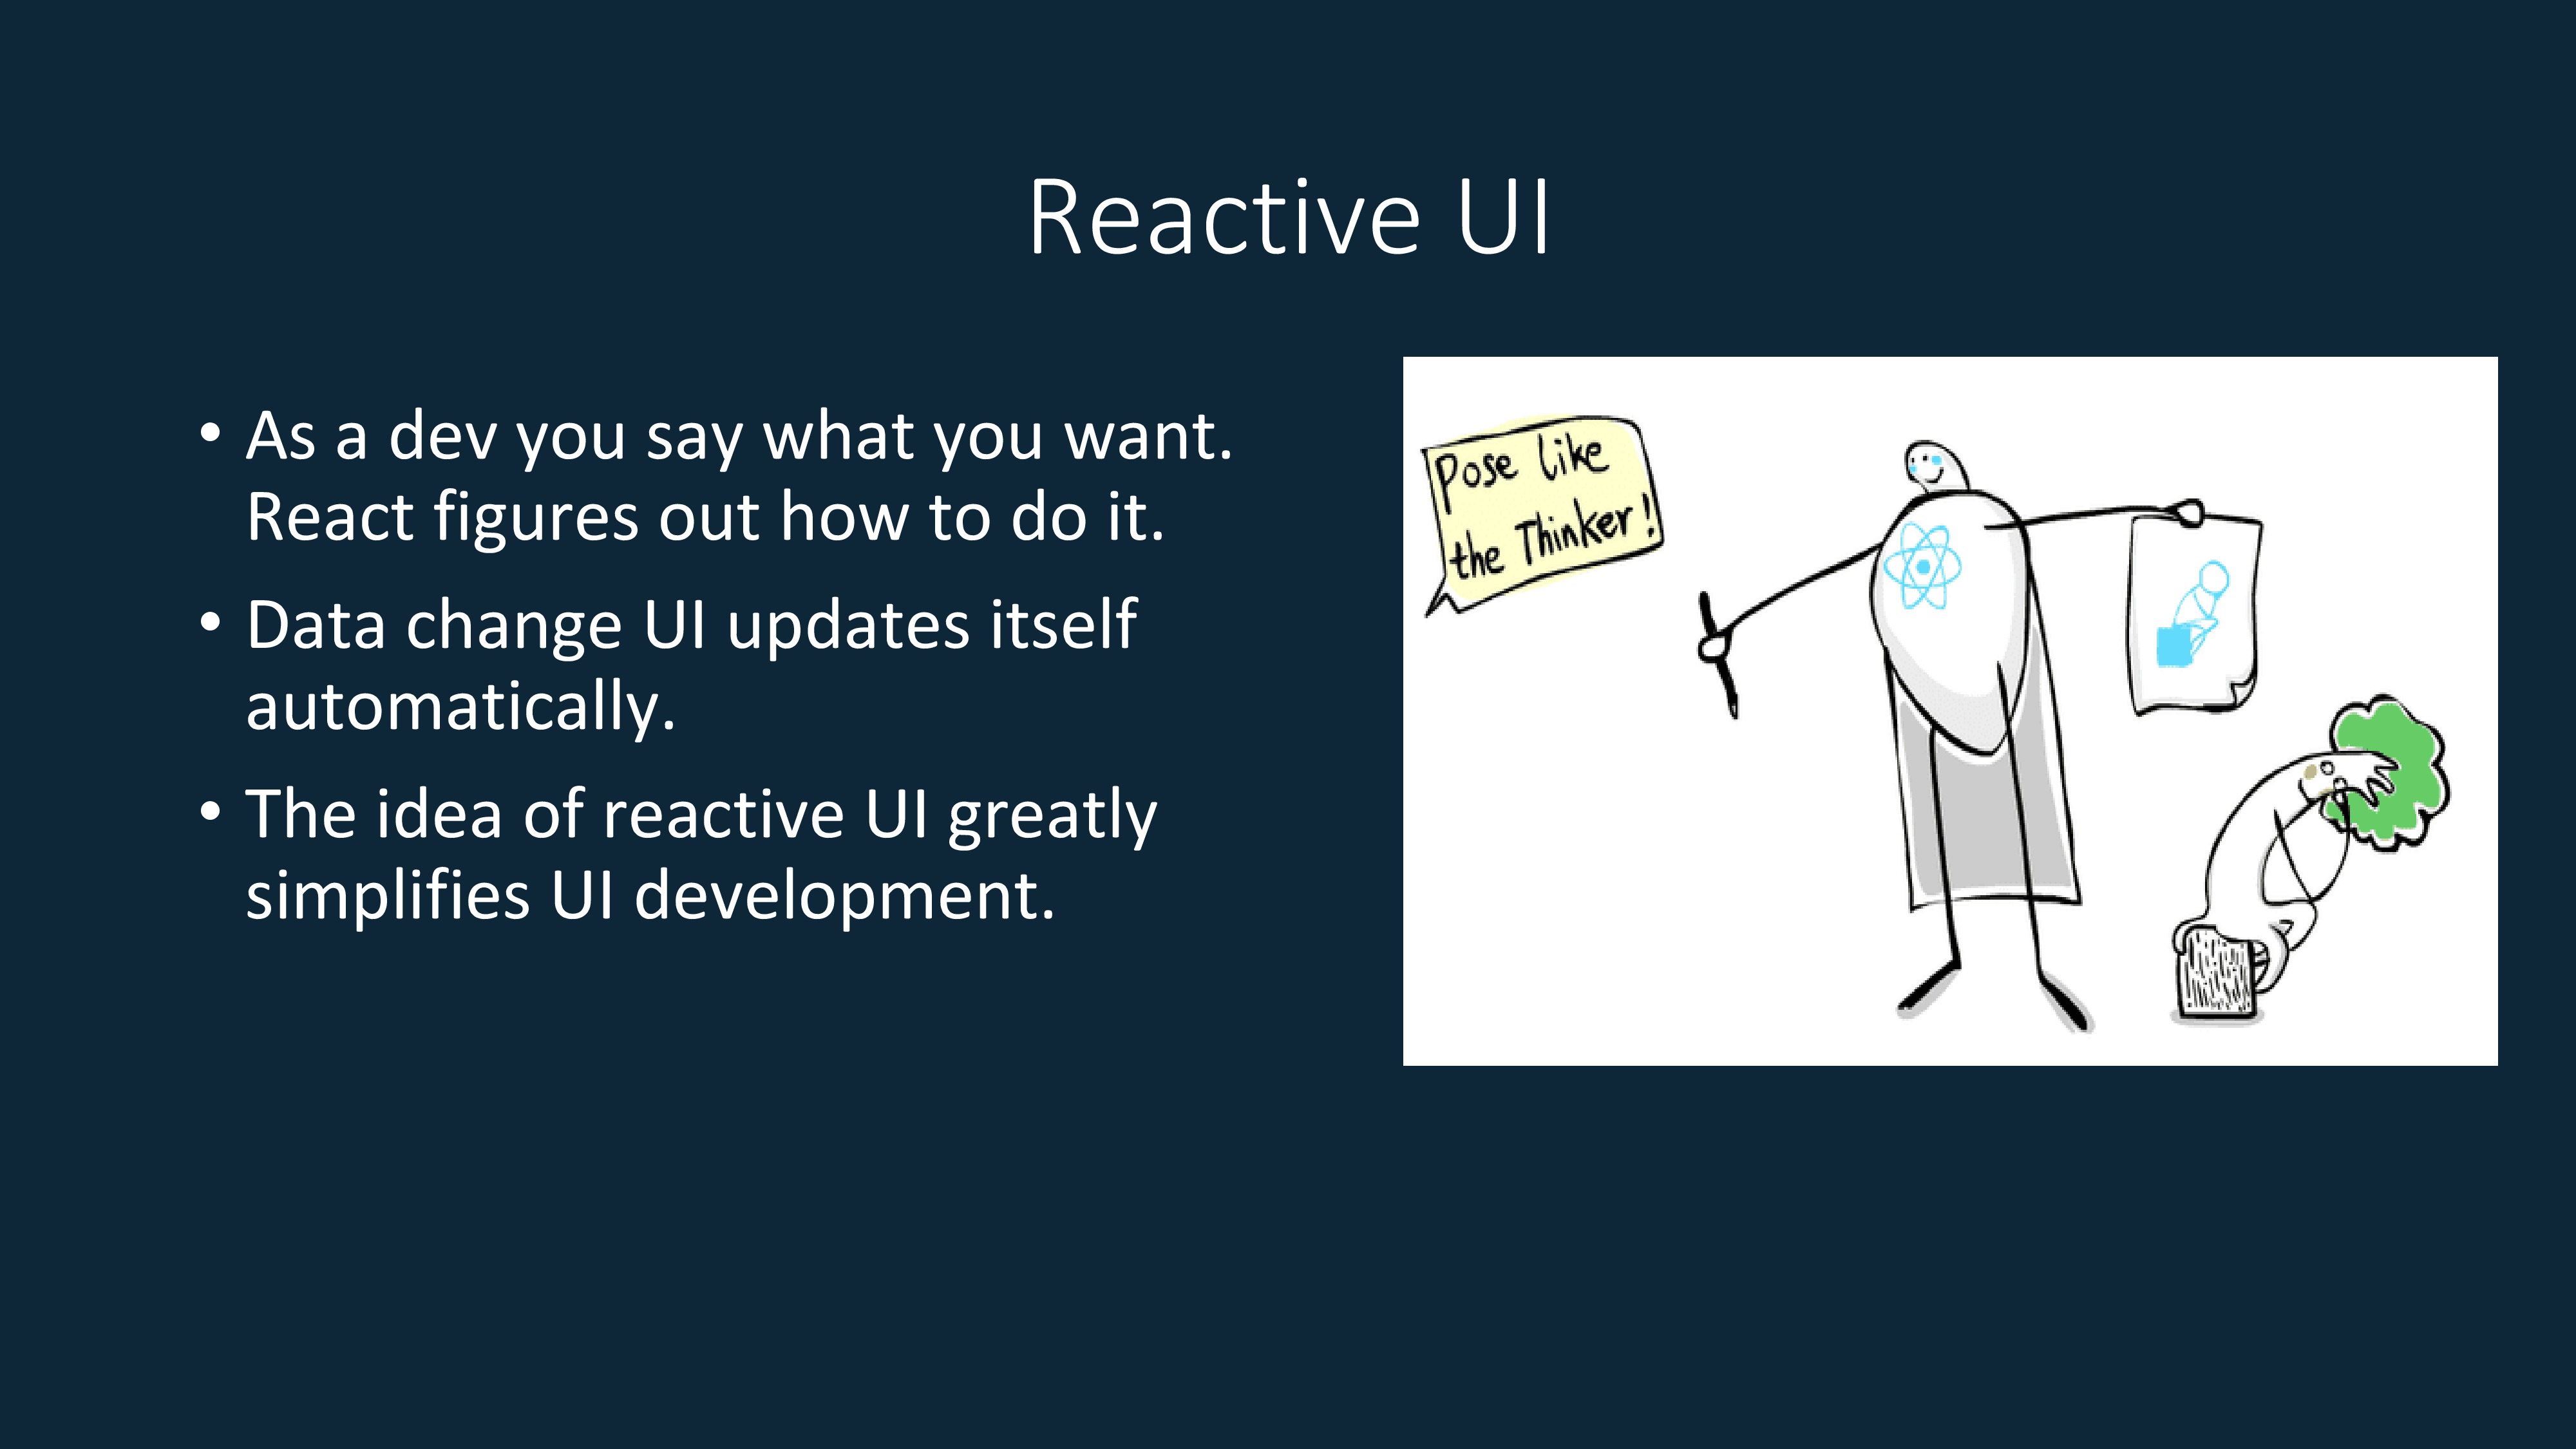 Reactive UI
• As a dev you say what you want.
React figures out how to do it.
• Data change UI updates itself
automatically.
• The idea of reactive UI greatly
simplifies UI development.
Pose like
the Thinker!